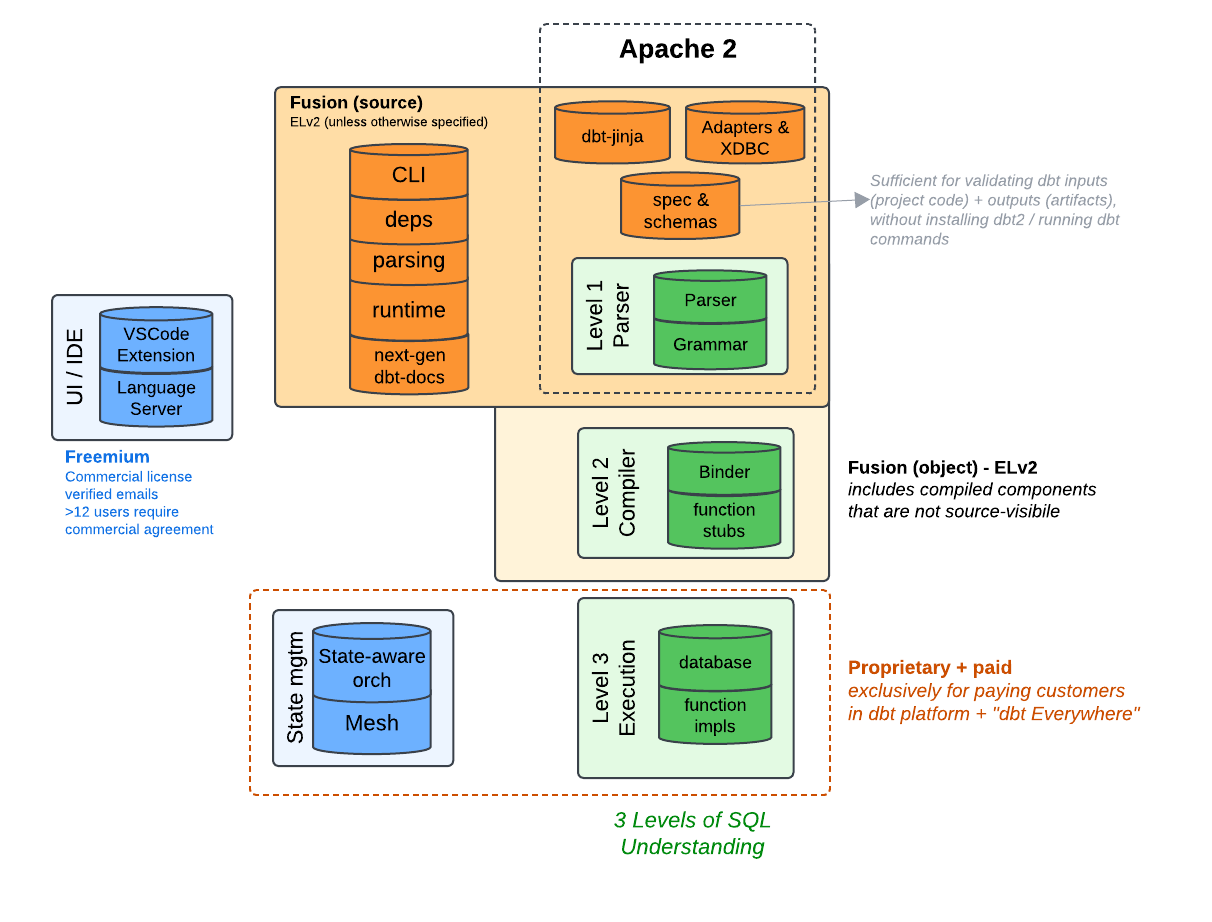 Apache 2
Fusion (source)
ELv2 (unless otherwise specified)
CLI
deps
parsing
runtime
next-gen
dbt-docs
dbt-jinja
Adapters &
XDBC
spec &
schemas
Sufficient for validating dbt inputs
(project code) + outputs (artifacts),
without installing dbt2 / running dbt
commands
Level 1
Parser
Parser
Grammar
UI / IDE
VSCode
Extension
Language
Server
Freemium
Commercial license
verified emails
>12 users require
commercial agreement
Level 2
Compiler
Binder
function
stubs
Fusion (object) - ELv2
includes compiled components
that are not source-visibile
State mgtm
State-aware
orch
Mesh
Level 3
Execution
database
function
impls
Proprietary + paid
exclusively for paying customers
in dbt platform + "dbt Everywhere"
3 Levels of SQL
Understanding